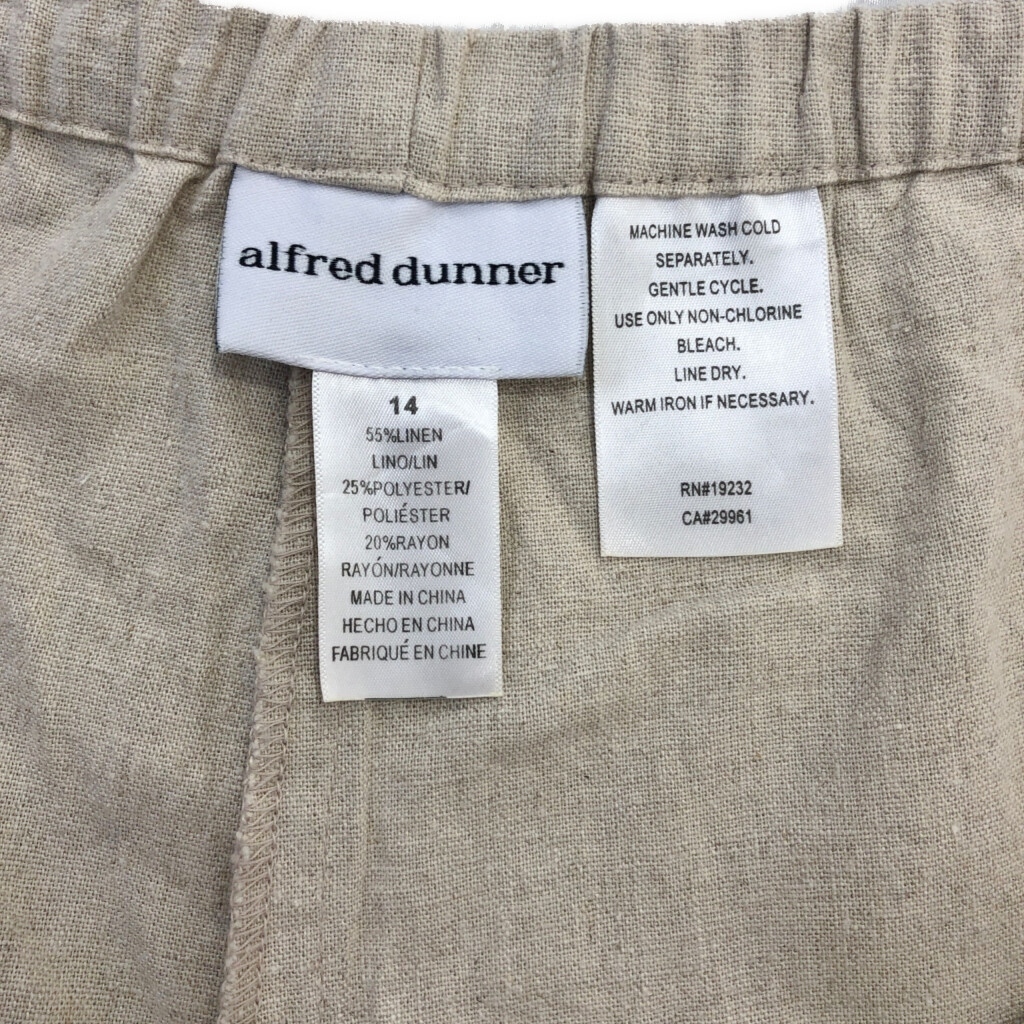 alfred dunner
14
55%LINEN
LINO/LIN
25%POLYESTER/
POLIÉSTER
20%RAYON
RAYÓN/RAYONNE
MADE IN CHINA
HECHO EN CHINA
FABRIQUÉ EN CHINE
MACHINE WASH COLD
SEPARATELY.
GENTLE CYCLE.
USE ONLY NON-CHLORINE
BLEACH.
LINE DRY.
WARM IRON IF NECESSARY.
RN#19232
CA#29961